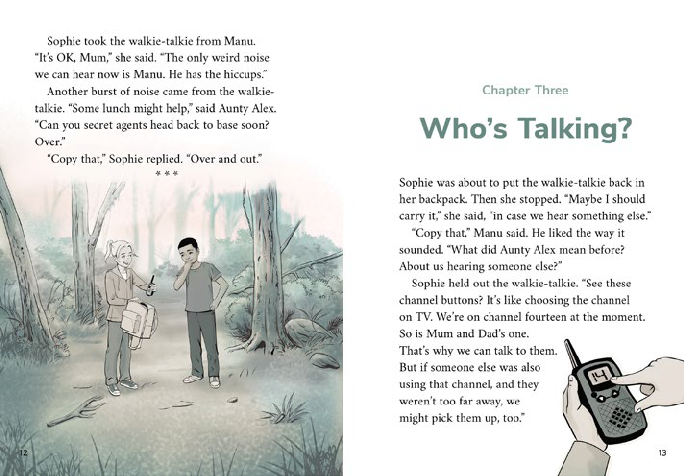 Sophie took the walkie-talkie from Manu.
“It’s OK, Mum,” she said. “The only weird noise
we can hear now is Manu. He has the hiccups.”
Another burst of noise came from the walkie-
talkie. “Some lunch might help,” said Aunty Alex.
“Can you secret agents head back to base soon?
Over.”
“Copy that,” Sophie replied. “Over and out.”
* * *
12
Chapter Three
Who’s Talking?
Sophie was about to put the walkie-talkie back in
her backpack. Then she stopped. “Maybe I should
carry it,” she said, “in case we hear something else.”
“Copy that.” Manu said. He liked the way it
sounded. “What did Aunty Alex mean before?
About us hearing someone else?”
Sophie held out the walkie-talkie. “See these
channel buttons? It’s like choosing the channel
on TV. We’re on channel fourteen at the moment.
So is Mum and Dad’s one.
That’s why we can talk to them.
But if someone else was also
using that channel, and they
weren’t too far away, we
might pick them up, too.”
14
13